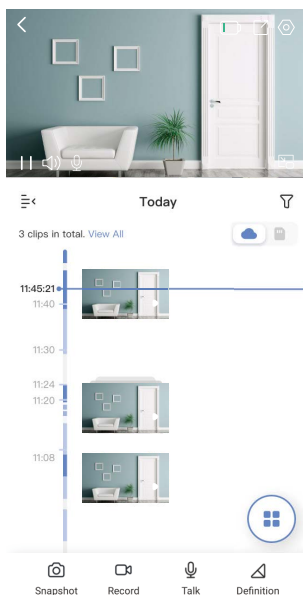 Today
3 clips in total. View All
11:45:21
11:40
11:30
11:24
11:20
11:08
Snapshot Record Talk Definition